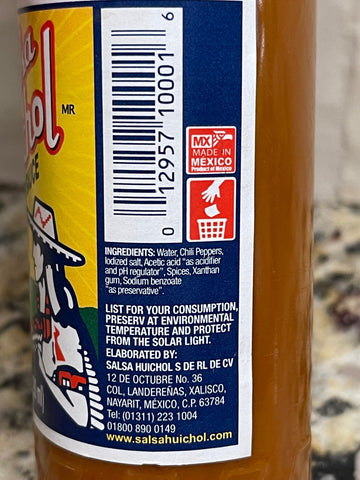 ol
MR
CE
0 12957 10001 6
MX
MADE IN
MÉXICO
Product of Mexico
INGREDIENTS: Water, Chili Peppers,
Iodized salt, Acetic acid "as acidifier
and pH regulator", Spices, Xanthan
gum, Sodium benzoate
"as preservative".
LIST FOR YOUR CONSUMPTION,
PRESERV AT ENVIRONMENTAL
TEMPERATURE AND PROTECT
FROM THE SOLAR LIGHT.
ELABORATED BY:
SALSA HUICHOL S DE RL DE CV
12 DE OCTUBRE No. 36
COL, LANDEREÑAS, XALISCO,
NAYARIT, MÉXICO, C.P. 63784
Tel: (01311) 223 1004
01800 890 0149
www.salsahuichol.com